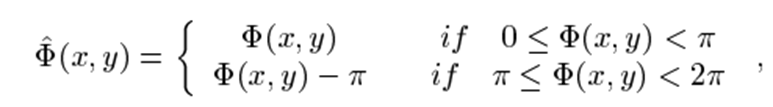 Φ̂(x, y) = { Φ(x, y) if 0 ≤ Φ(x, y) < π
Φ(x, y) − π if π ≤ Φ(x, y) < 2π ,